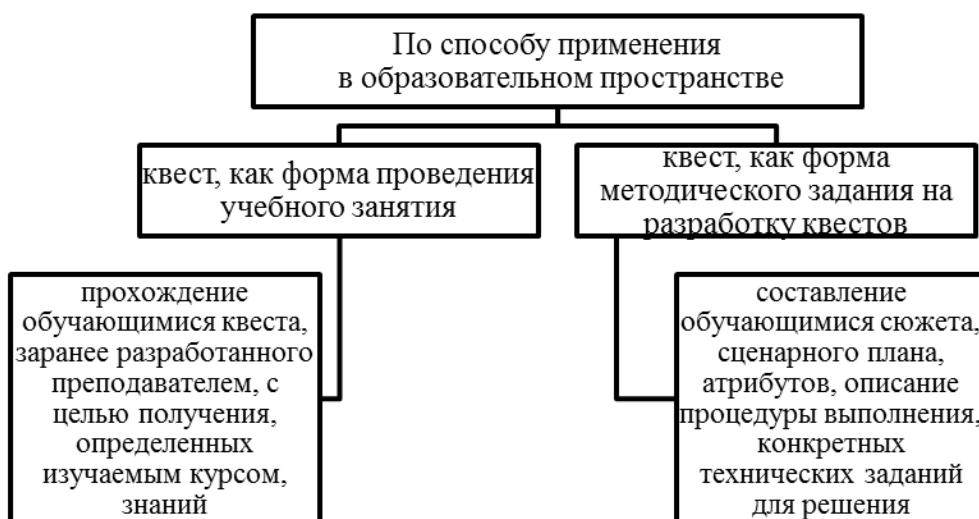 По способу применения
в образовательном пространстве
квест, как форма проведения
учебного занятия
квест, как форма
методического задания на
разработку квестов
прохождение
обучающимися квеста,
заранее разработанного
преподавателем, с
целью получения,
определенных
изучаемым курсом,
знаний
составление
обучающимися сюжета,
сценарного плана,
атрибутов, описание
процедуры выполнения,
конкретных
технических заданий
для решения